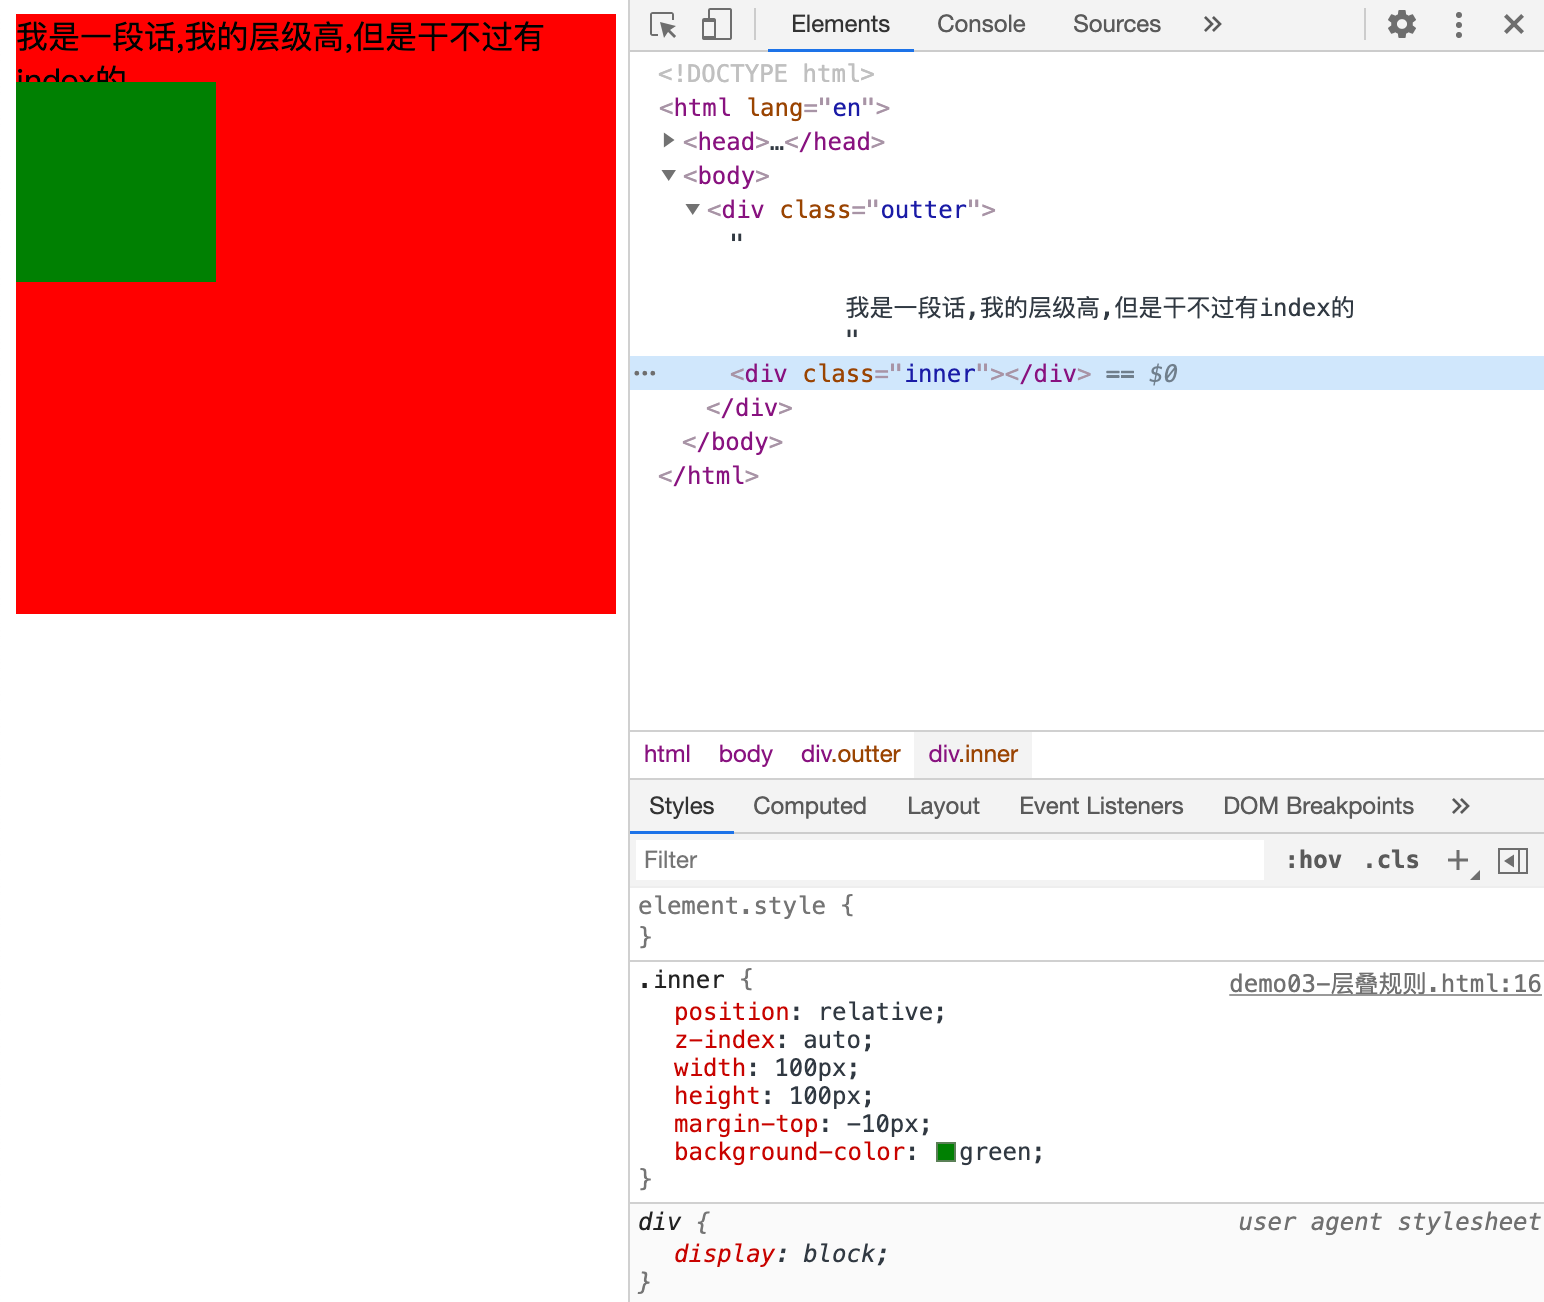 我是一段话,我的层级高,但是干不过有
index的
Elements Console Sources »
<!DOCTYPE html>
<html lang="en">
<head>…</head>
<body>
<div class="outter">
"
我是一段话,我的层级高,但是干不过有index的
"
<div class="inner"></div> == $0
</div>
</body>
</html>
html body div.outter div.inner
Styles Computed Layout Event Listeners DOM Breakpoints »
Filter :hov .cls +
element.style {
}
.inner { demo03-层叠规则.html:16
position: relative;
z-index: auto;
width: 100px;
height: 100px;
margin-top: -10px;
background-color: green;
}
div { user agent stylesheet
display: block;
}